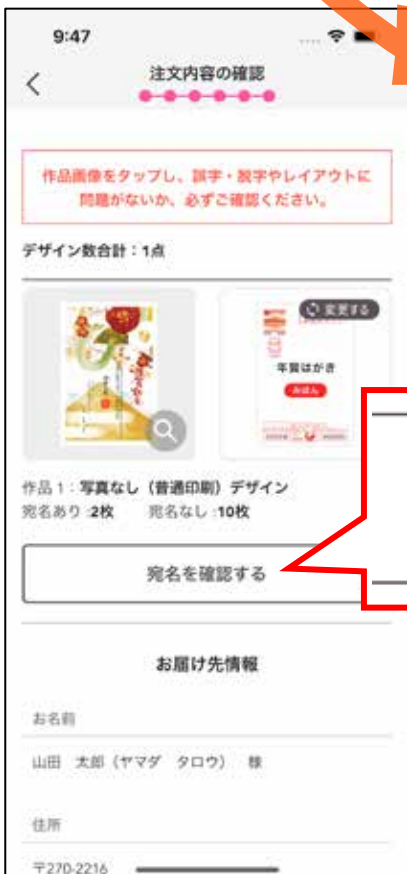 9:47
注文内容の確認
作品画像をタップし、誤字・脱字やレイアウトに
問題がないか、必ずご確認ください。
デザイン数合計：1点
変更する
年賀はがき
みほん
作品1：写真なし（普通印刷）デザイン
宛名あり:2枚 宛名なし:10枚
宛名を確認する
お届け先情報
お名前
山田 太郎（ヤマダ タロウ） 様
住所
〒270-2216